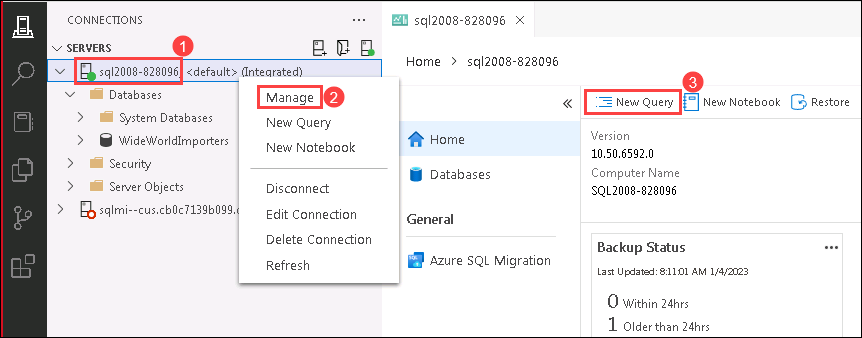 CONNECTIONS
SERVERS
1
sql2008-828096, <default> (Integrated)
Databases
System Databases
WideWorldImporters
Security
Server Objects
sqlmi--cus.cb0c7139b099.
Manage
2
New Query
New Notebook
Disconnect
Edit Connection
Delete Connection
Refresh
sql2008-828096
Home > sql2008-828096
3
«
Home
Databases
General
Azure SQL Migration
New Query
New Notebook
Restore
Version
10.50.6592.0
Computer Name
SQL2008-828096
Backup Status
Last Updated: 8:11:01 AM 1/4/2023
0 Within 24hrs
1 Older than 24hrs